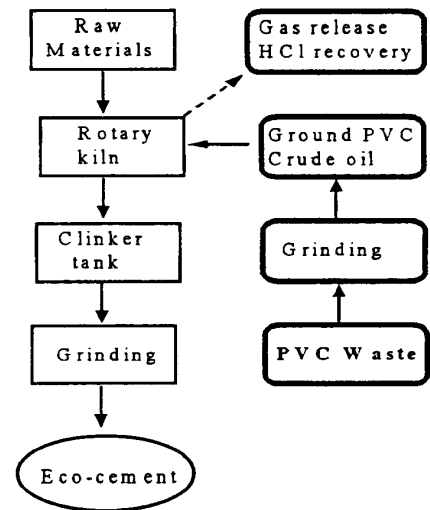 Raw
Materials
Gas release
HCl recovery
Rotary
kiln
Ground PVC
Crude oil
Clinker
tank
Grinding
Grinding
PVC Waste
Eco-cement